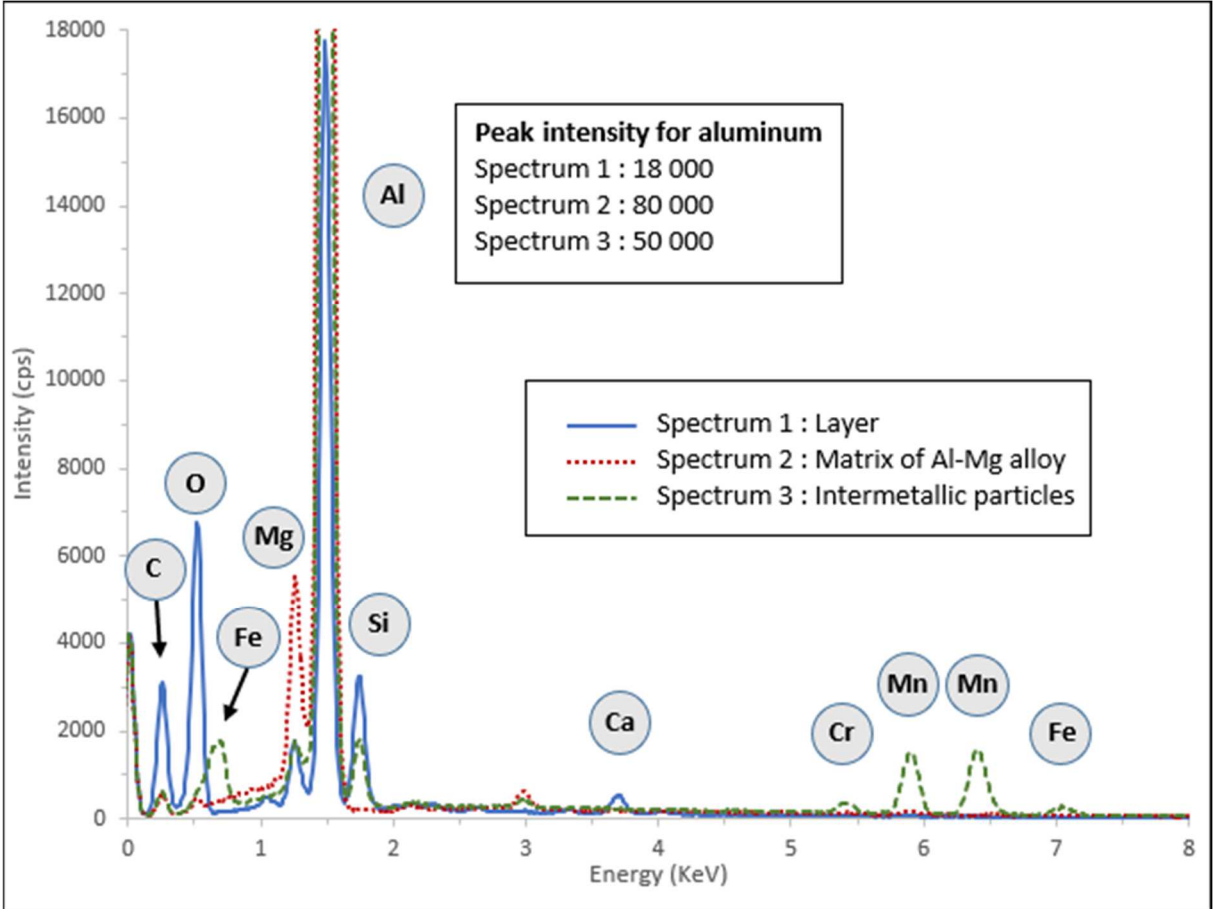 18000
16000
14000
12000
10000
8000
6000
4000
2000
0
Intensity (cps)
Peak intensity for aluminum
Spectrum 1 : 18 000
Spectrum 2 : 80 000
Spectrum 3 : 50 000
Al
Spectrum 1 : Layer
Spectrum 2 : Matrix of Al-Mg alloy
Spectrum 3 : Intermetallic particles
O
Mg
C
Fe
Si
Ca
Cr
Mn
Mn
Fe
0 1 2 3 4 5 6 7 8
Energy (KeV)